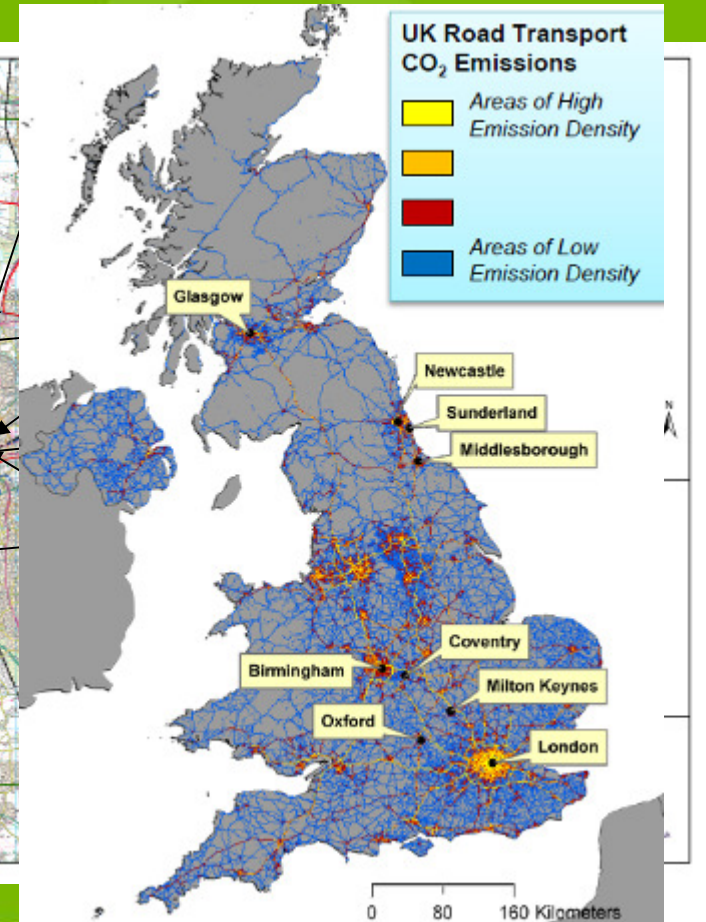 UK Road Transport
CO₂ Emissions
Areas of High
Emission Density
Areas of Low
Emission Density
Glasgow
Newcastle
Sunderland
Middlesborough
Coventry
Birmingham
Milton Keynes
Oxford
London
N
0 80 160 Kilometers